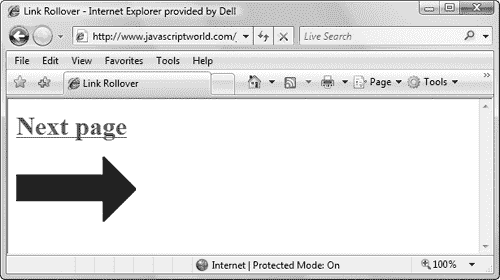 Link Rollover - Internet Explorer provided by Dell
http://www.javascriptworld.com/
Live Search
File Edit View Favorites Tools Help
Link Rollover
Page Tools
Next page
Internet | Protected Mode: On
100%